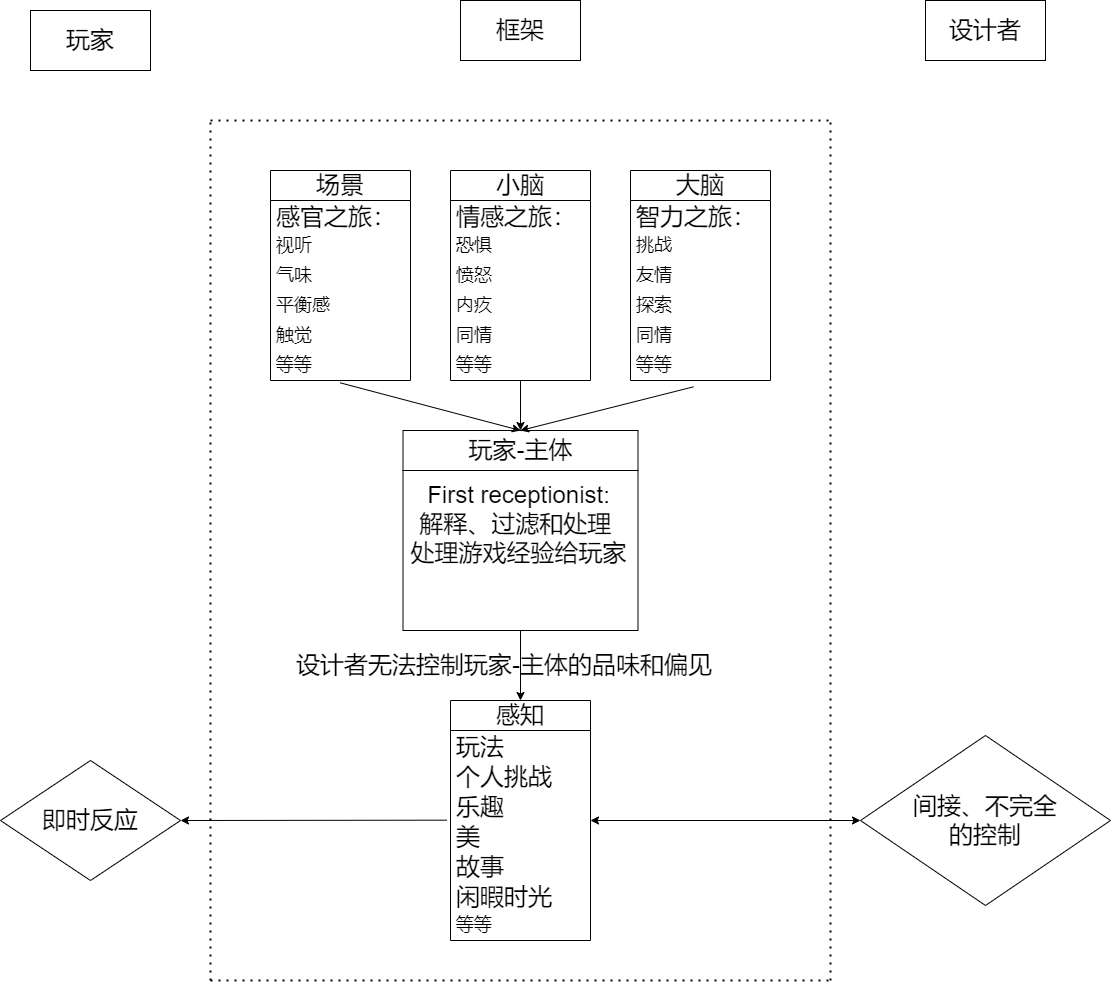 玩家
框架
设计者
场景
感官之旅：
视听
气味
平衡感
触觉
等等
小脑
情感之旅：
恐惧
愤怒
内疚
同情
等等
大脑
智力之旅：
挑战
友情
探索
同情
等等
玩家-主体
First receptionist:
解释、过滤和处理
处理游戏经验给玩家
设计者无法控制玩家-主体的品味和偏见
感知
玩法
个人挑战
乐趣
美
故事
闲暇时光
等等
即时反应
间接、不完全
的控制